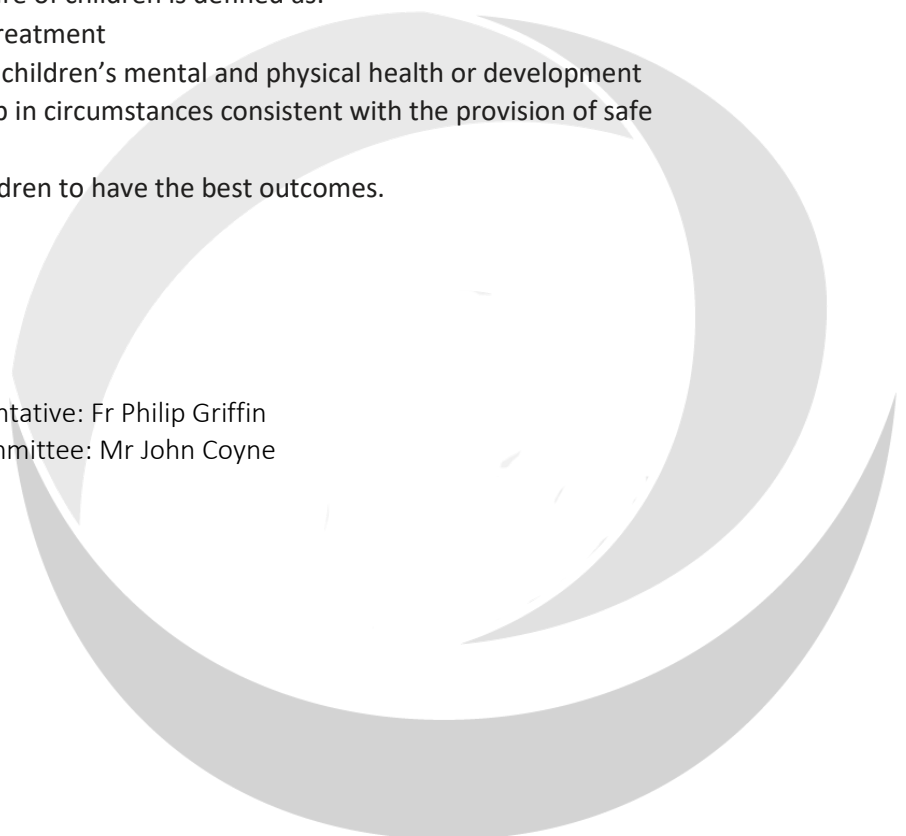 re of children is defined as:
reatment
children’s mental and physical health or development
in circumstances consistent with the provision of safe
dren to have the best outcomes.
ntative: Fr Philip Griffin
mmittee: Mr John Coyne